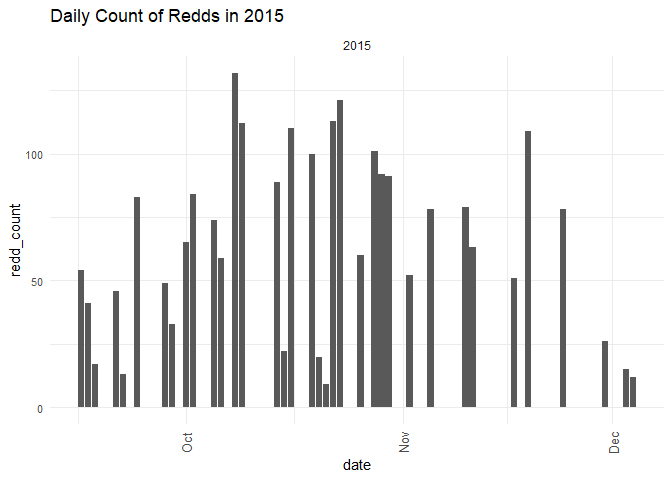 Daily Count of Redds in 2015
2015
redd_count
100
50
0
Oct
Nov
Dec
date